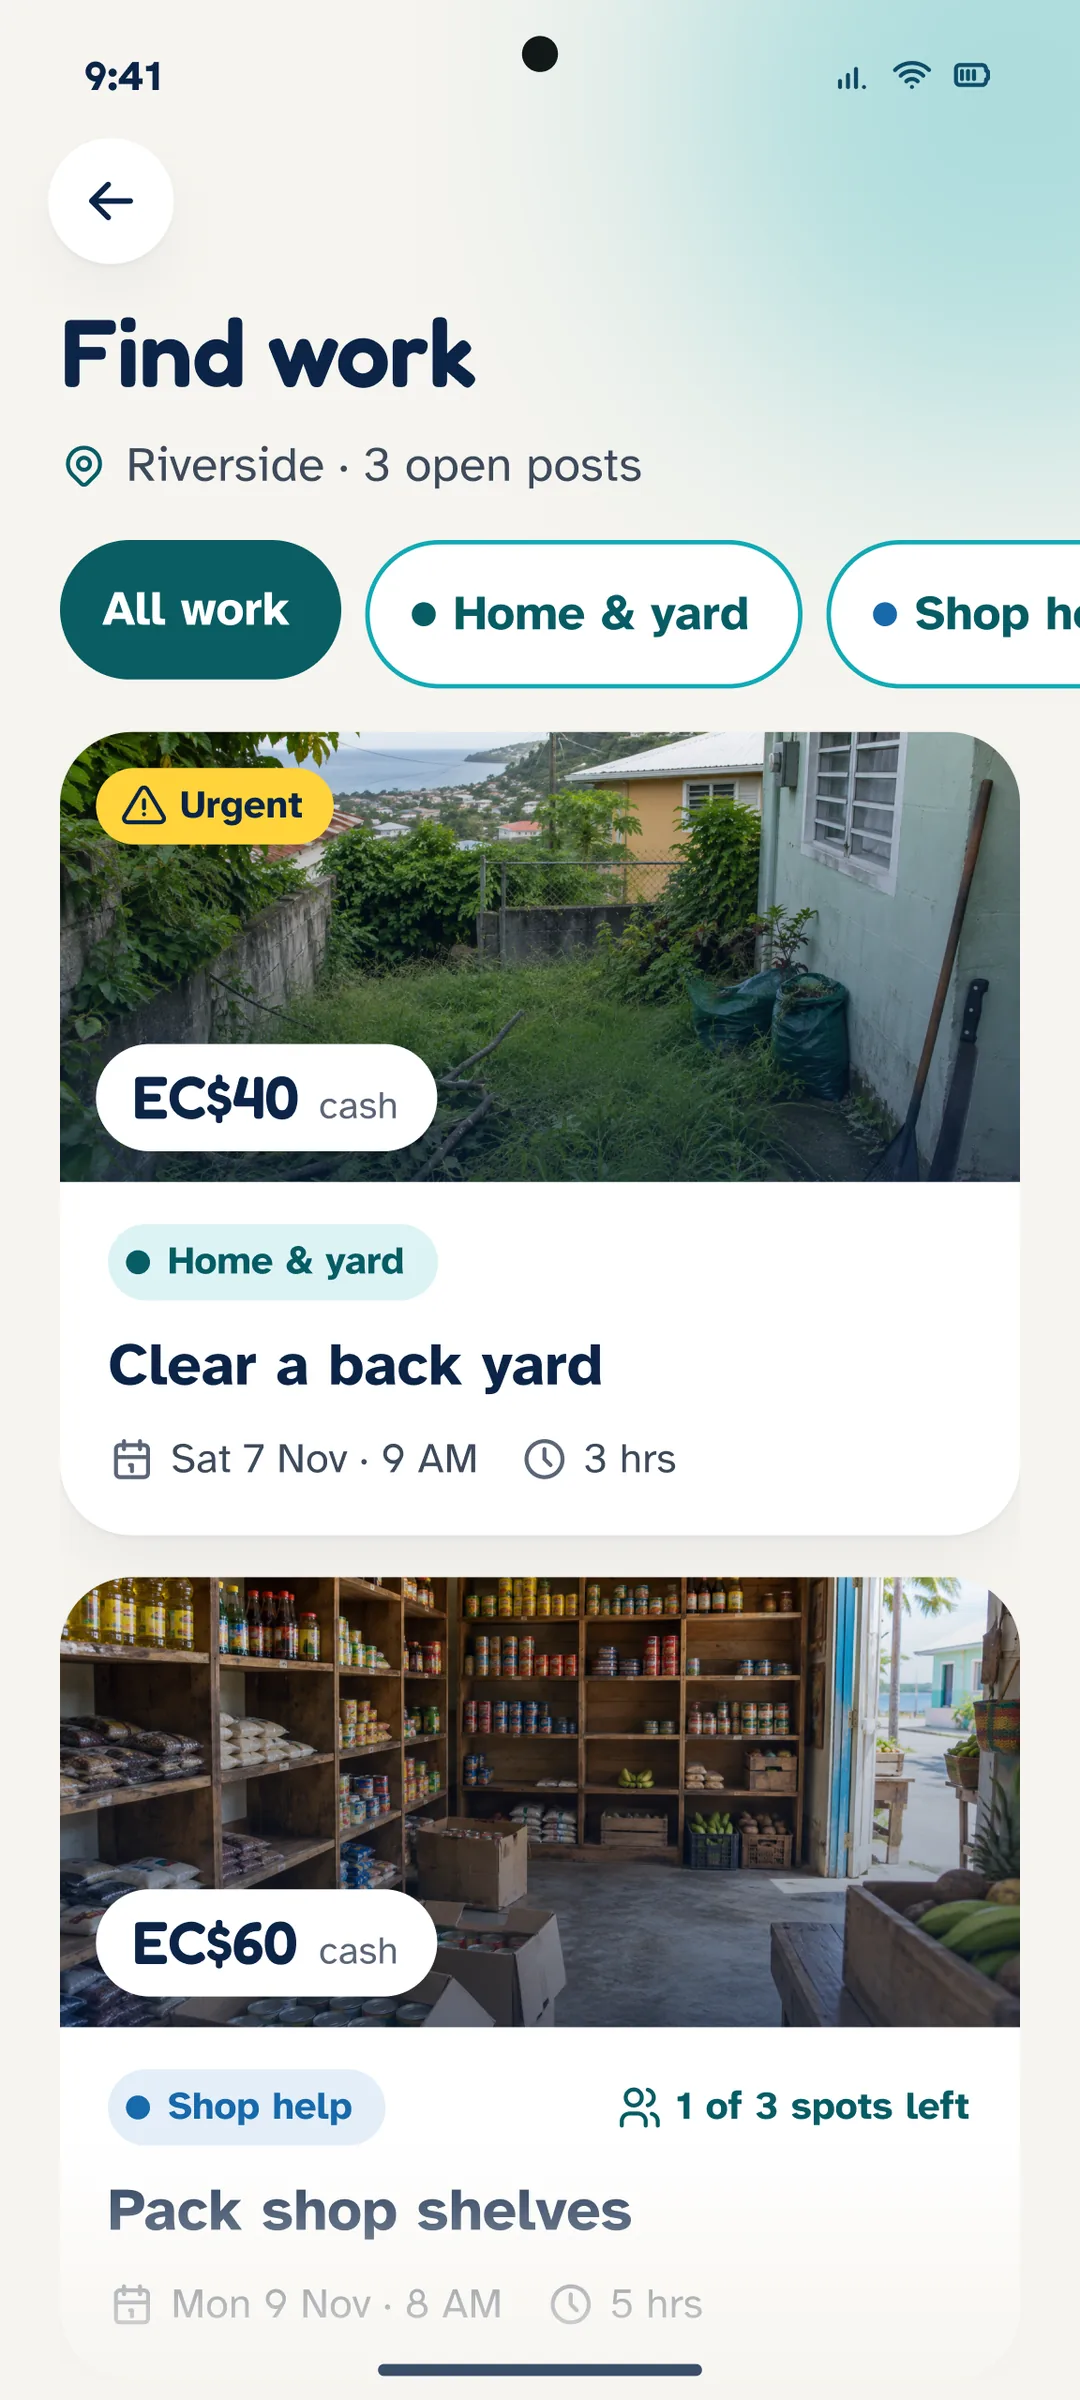 9:41
Find work
Riverside · 3 open posts
All work
Home & yard
Shop
Urgent
EC$40 cash
Home & yard
Clear a back yard
Sat 7 Nov · 9 AM 3 hrs
EC$60 cash
Shop help
1 of 3 spots left
Pack shop shelves
Mon 9 Nov · 8 AM 5 hrs